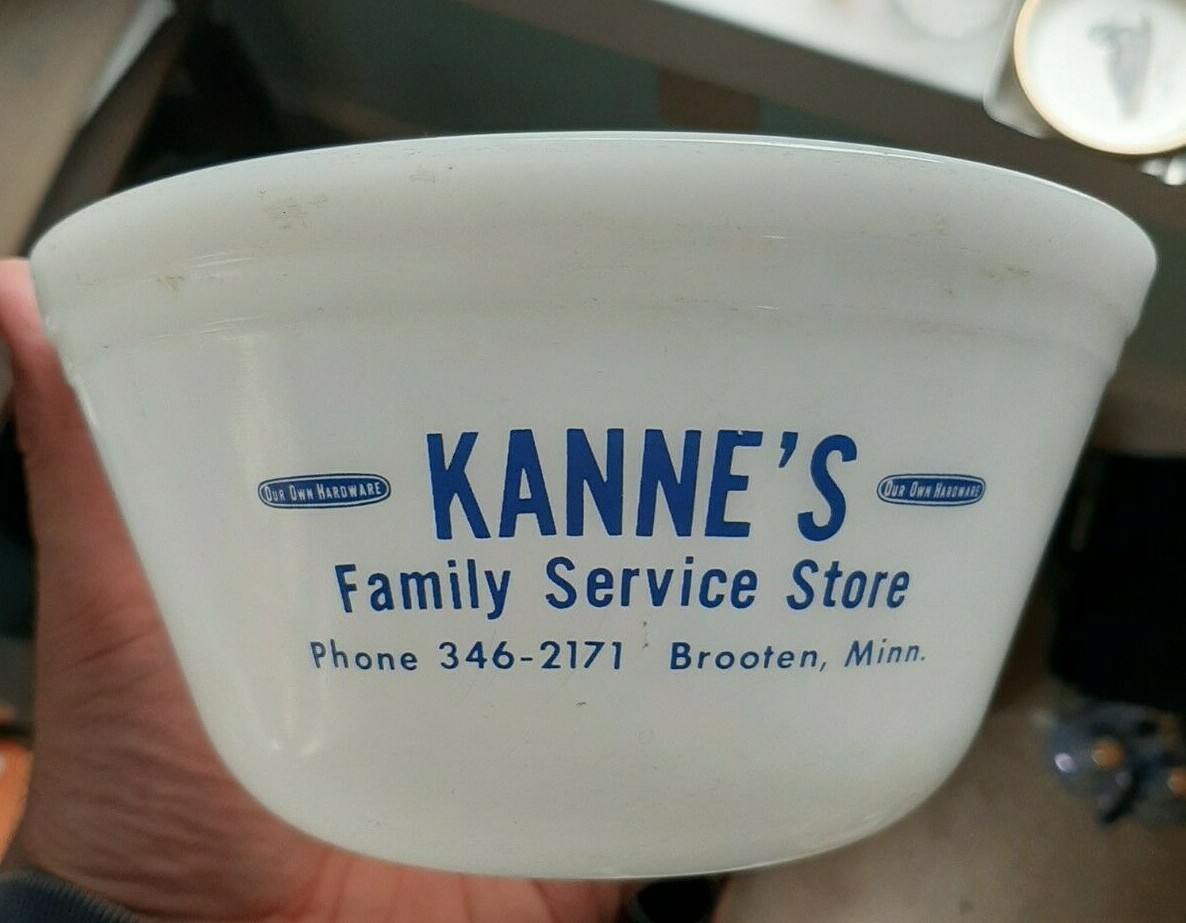 KANNE'S
OUR OWN HARDWARE
OUR OWN HARDWARE
Family Service Store
Phone 346-2171 Brooten, Minn.